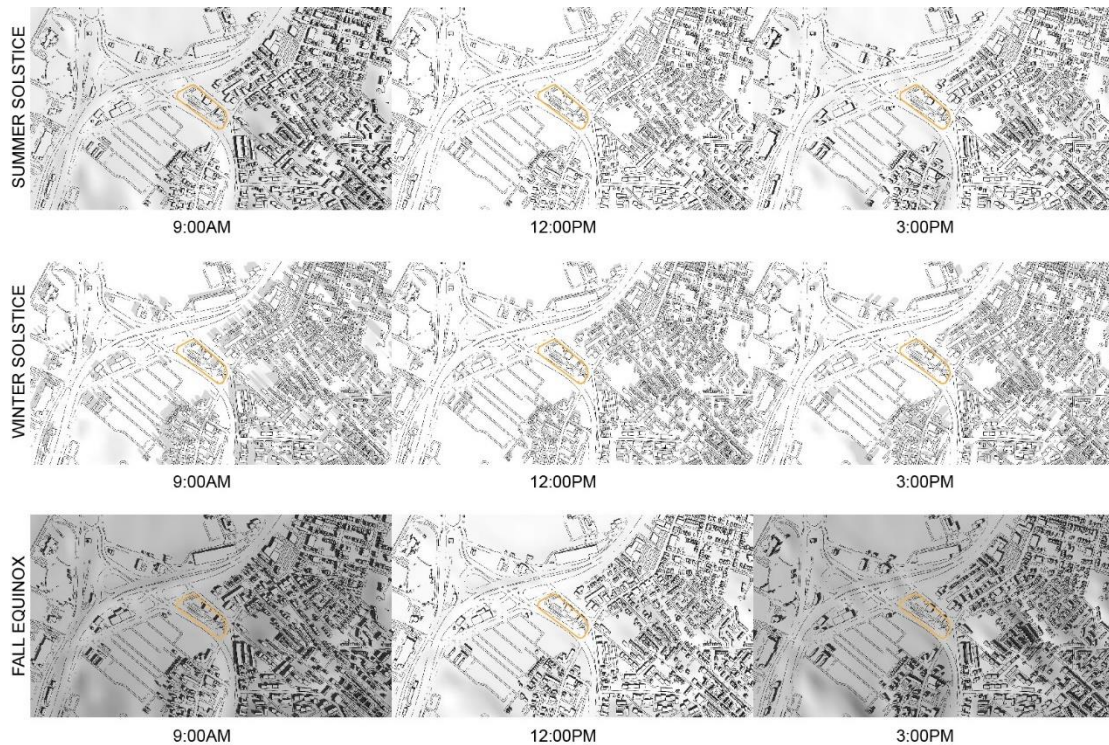 SUMMER SOLSTICE
9:00AM 12:00PM 3:00PM
WINTER SOLSTICE
9:00AM 12:00PM 3:00PM
FALL EQUINOX
9:00AM 12:00PM 3:00PM